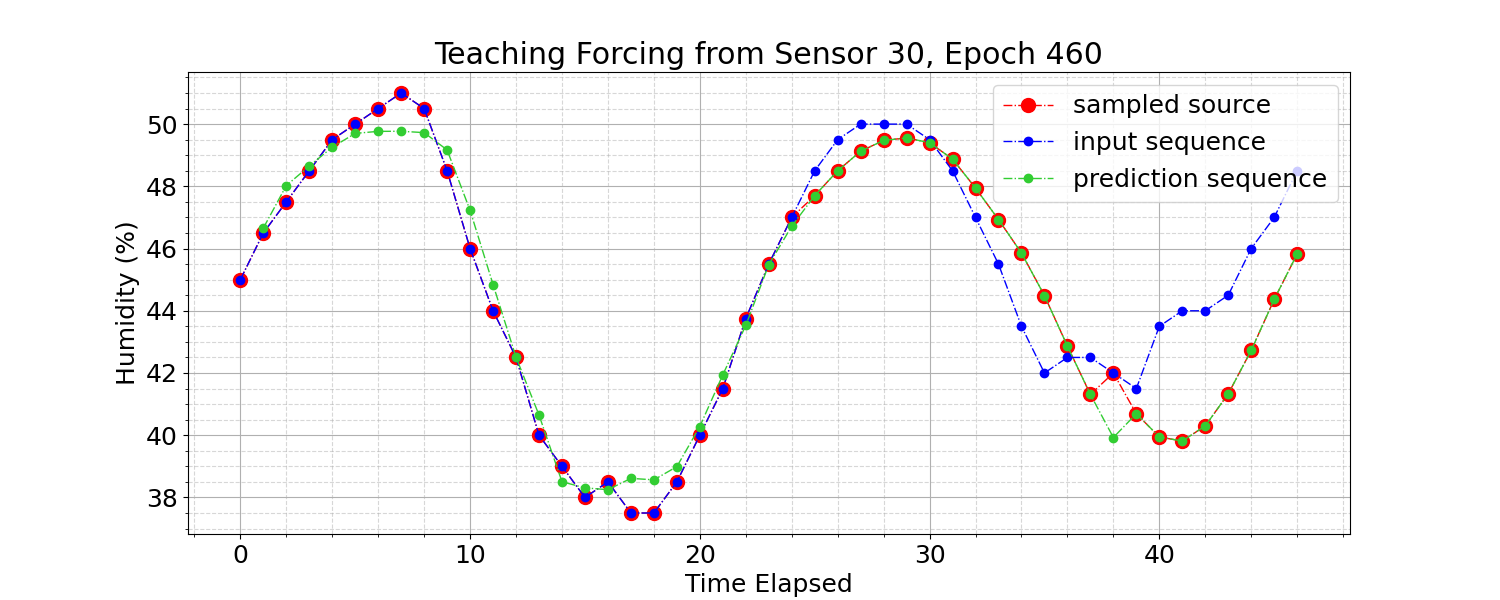 Teaching Forcing from Sensor 30, Epoch 460
sampled source
input sequence
prediction sequence
Humidity (%)
50
48
46
44
42
40
38
0 10 20 30 40
Time Elapsed